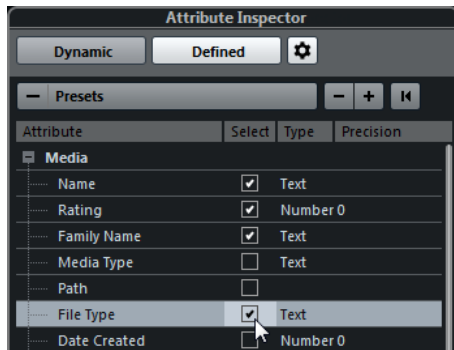 Attribute Inspector
Dynamic Defined
Presets
Attribute Select Type Precision
Media
Name Text
Rating Number 0
Family Name Text
Media Type Text
Path
File Type Text
Date Created Number 0